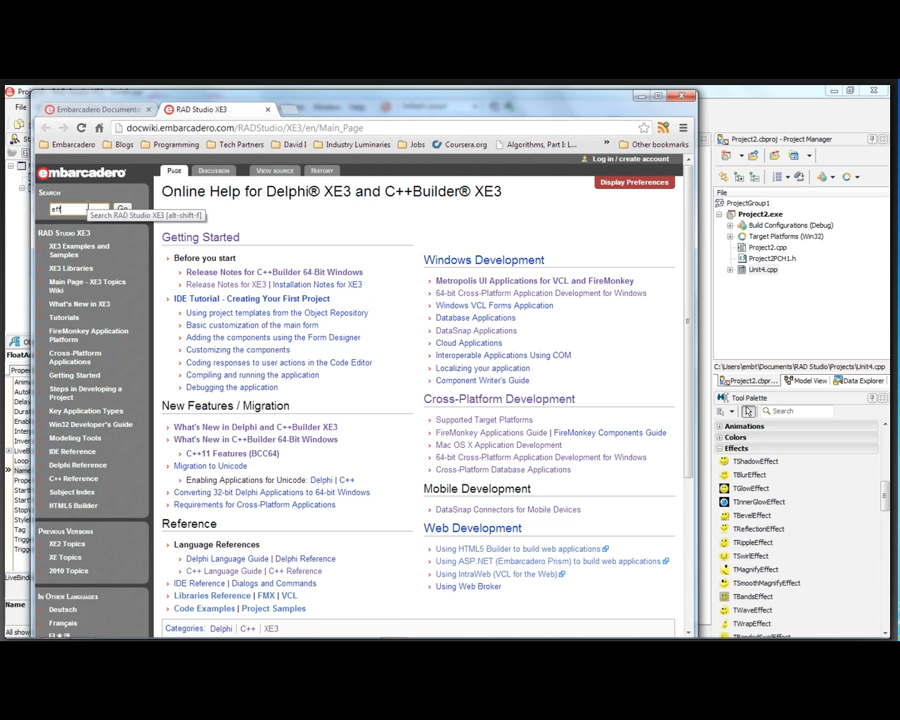 Embarcadero Documenta
RAD Studio XE3
docwiki.embarcadero.com/RADStudio/XE3/en/Main_Page
Embarcadero
Blogs
Programming
Tech Partners
David I
Industry Luminaries
Jobs
Coursera.org
Algorithms, Part I:
»
Other bookmarks
embarcadero
PAGE
DISCUSSION
VIEW SOURCE
HISTORY
Log in / create account
Display Preferences
SEARCH
eff
Go
Search RAD Studio XE3 [alt-shift-f]
RAD STUDIO XE3
XE3 Examples and
Samples
XE3 Libraries
Main Page - XE3 Topics
Wiki
What's New in XE3
Tutorials
FireMonkey Application
Platform
Cross-Platform
Applications
Getting Started
Steps in Developing a
Project
Key Application Types
Win32 Developer's Guide
Modeling Tools
IDE Reference
Delphi Reference
C++ Reference
Subject Index
HTML5 Builder
PREVIOUS VERSIONS
XE2 Topics
XE Topics
2010 Topics
IN OTHER LANGUAGES
Deutsch
Français
Online Help for Delphi® XE3 and C++Builder® XE3
Getting Started
Before you start
Release Notes for C++Builder 64-Bit Windows
Release Notes for XE3 | Installation Notes for XE3
IDE Tutorial - Creating Your First Project
Using project templates from the Object Repository
Basic customization of the main form
Adding the components using the Form Designer
Customizing the components
Coding responses to user actions in the Code Editor
Compiling and running the application
Debugging the application
New Features / Migration
What's New in Delphi and C++Builder XE3
What's New in C++Builder 64-Bit Windows
C++11 Features (BCC64)
Migration to Unicode
Enabling Applications for Unicode: Delphi | C++
Converting 32-bit Delphi Applications to 64-bit Windows
Requirements for Cross-Platform Applications
Reference
Language References
Delphi Language Guide | Delphi Reference
C++ Language Guide | C++ Reference
IDE Reference | Dialogs and Commands
Libraries Reference | FMX | VCL
Code Examples | Project Samples
Categories: Delphi | C++ | XE3
Windows Development
Metropolis UI Applications for VCL and FireMonkey
64-bit Cross-Platform Application Development for Windows
Windows VCL Forms Application
Database Applications
DataSnap Applications
Cloud Applications
Interoperable Applications Using COM
Localizing your application
Component Writer's Guide
Cross-Platform Development
Supported Target Platforms
FireMonkey Applications Guide | FireMonkey Components Guide
Mac OS X Application Development
64-bit Cross-Platform Application Development for Windows
Cross-Platform Database Applications
Mobile Development
DataSnap Connectors for Mobile Devices
Web Development
Using HTML5 Builder to build web applications
Using ASP.NET (Embarcadero Prism) to build web applications
Using IntraWeb (VCL for the Web)
Using Web Broker
Project2.cbproj - Project Manager
File
ProjectGroup1
Project2.exe
Build Configurations (Debug)
Target Platforms (Win32)
Project2.cpp
Project2PCH1.h
Unit4.cpp
C:\Users\embt\Documents\RAD Studio\Projects\Unit4.cpp
Project2.cbpr...
Model View
Data Explorer
Tool Palette
Search
Animations
Colors
Effects
TShadowEffect
TBlurEffect
TGlowEffect
TInnerGlowEffect
TBevelEffect
TReflectionEffect
TRippleEffect
TSwirlEffect
TMagnifyEffect
TSmoothMagnifyEffect
TBandsEffect
TWaveEffect
TWrapEffect
TBandedSwirlEffect
File
FloatA
Name
All show